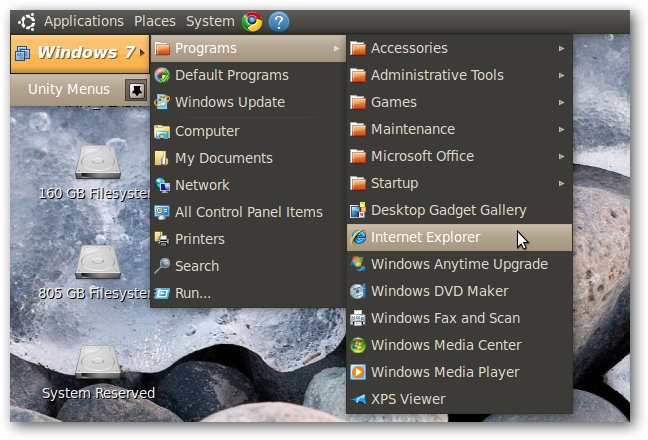 Applications Places System ?
Windows 7
Unity Menus
160 GB Filesyster
805 GB Filesyster
System Reserved
Programs
Default Programs
Windows Update
Computer
My Documents
Network
All Control Panel Items
Printers
Search
Run...
Accessories
Administrative Tools
Games
Maintenance
Microsoft Office
Startup
Desktop Gadget Gallery
Internet Explorer
Windows Anytime Upgrade
Windows DVD Maker
Windows Fax and Scan
Windows Media Center
Windows Media Player
XPS Viewer